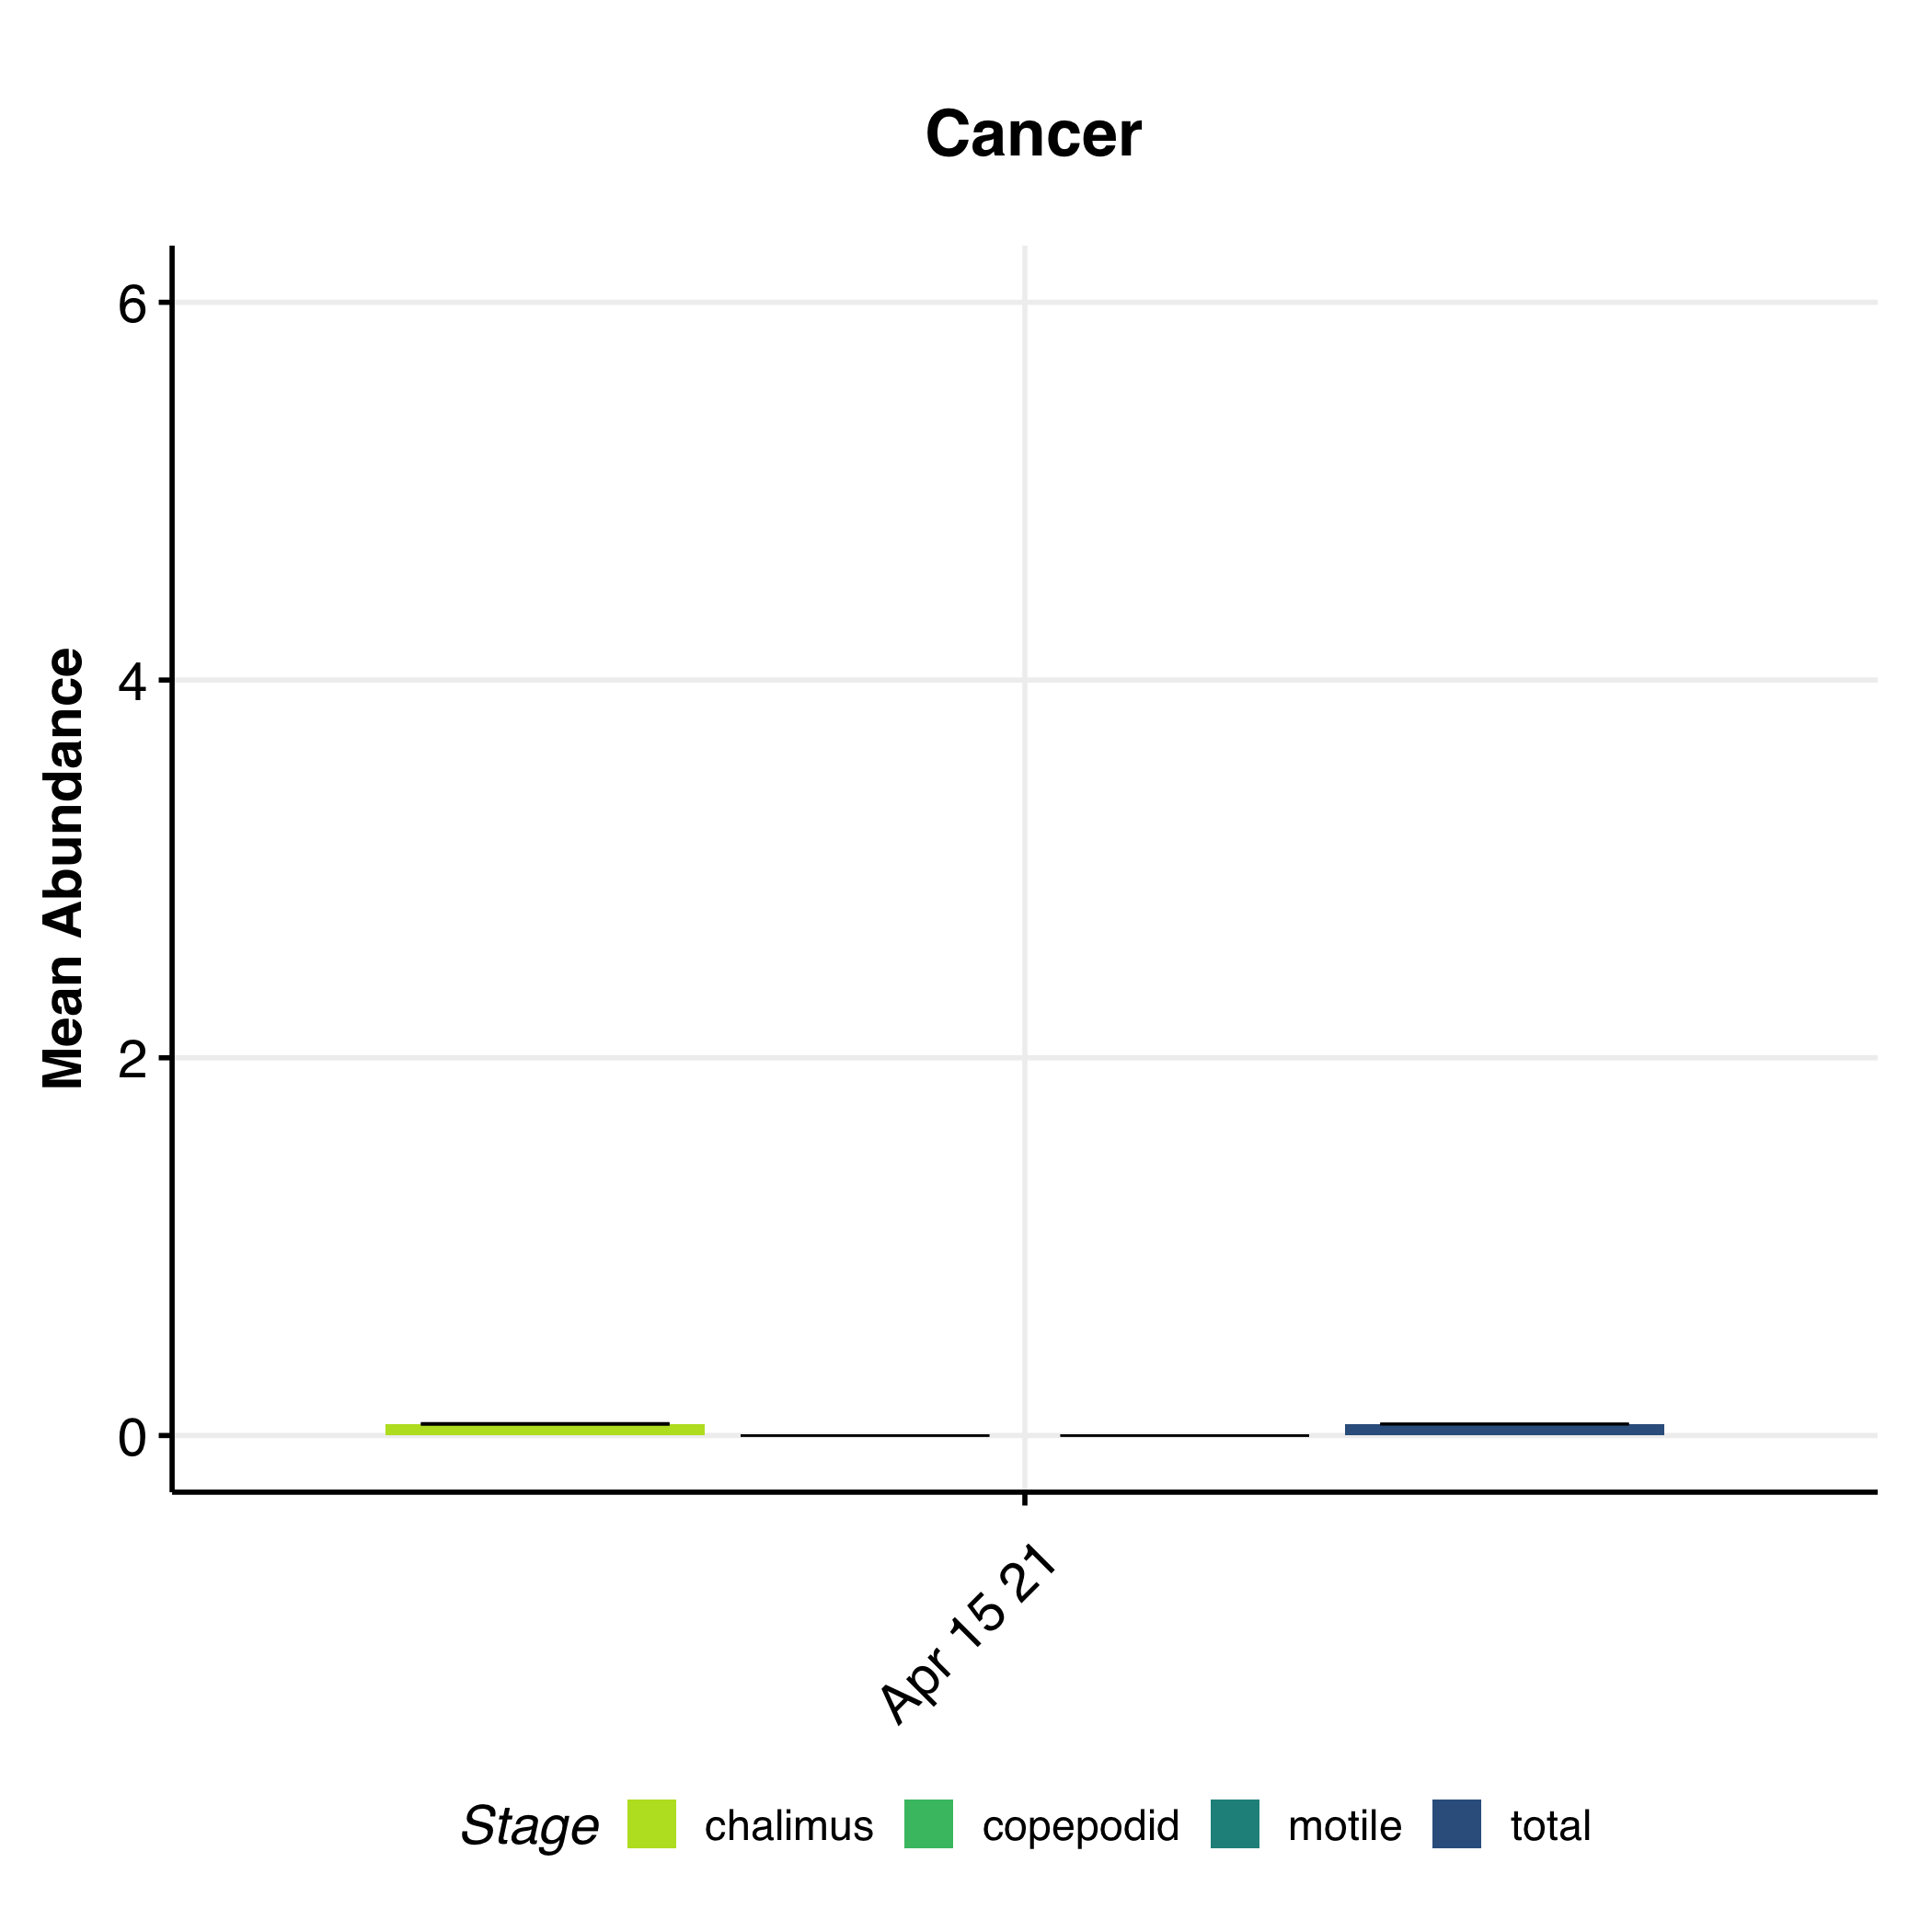 Cancer
Mean Abundance
6
4
2
0
Apr 15 21
Stage chalimus copepodid motile total